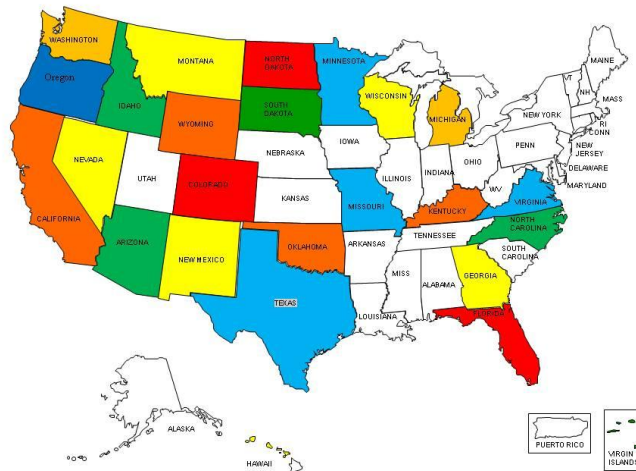 WASHINGTON
MONTANA
NORTH
DAKOTA
MINNESOTA
MAINE
VT
NH
MASS
Oregon
IDAHO
WYOMING
SOUTH
DAKOTA
WISCONSIN
MICHIGAN
NEW YORK
RI
CONN
NEVADA
UTAH
COLORADO
NEBRASKA
IOWA
ILLINOIS
INDIANA
OHIO
PENN
NEW
JERSEY
DELAWARE
MARYLAND
CALIFORNIA
KANSAS
MISSOURI
KENTUCKY
WV
VIRGINIA
ARIZONA
NEW MEXICO
OKLAHOMA
ARKANSAS
TENNESSEE
NORTH
CAROLINA
SOUTH
CAROLINA
TEXAS
LOUISIANA
MISS
ALABAMA
GEORGIA
FLORIDA
ALASKA
HAWAII
PUERTO RICO
VIRGIN
ISLANDS